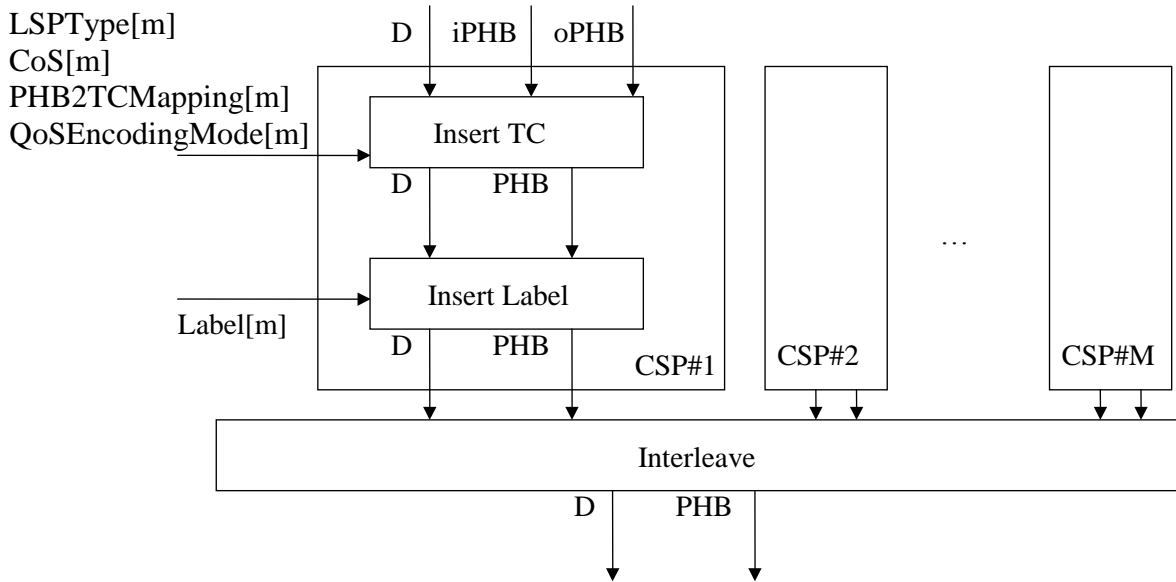 LSPType[m]
CoS[m]
PHB2TCMapping[m]
QoSEncodingMode[m]
D iPHB oPHB
Insert TC
D PHB
Insert Label
Label[m]
D PHB
CSP#1 CSP#2 CSP#M
...
Interleave
D PHB